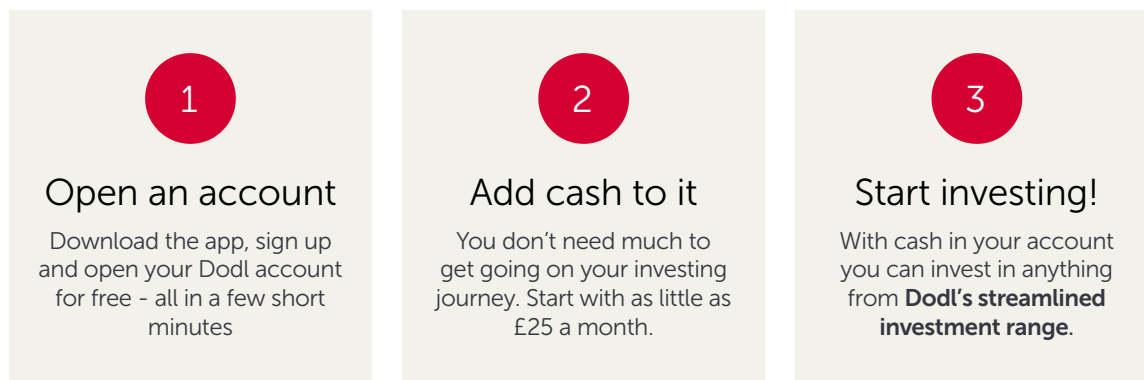 1
Open an account
Download the app, sign up
and open your Dodl account
for free - all in a few short
minutes
2
Add cash to it
You don't need much to
get going on your investing
journey. Start with as little as
£25 a month.
3
Start investing!
With cash in your account
you can invest in anything
from Dodl's streamlined
investment range.